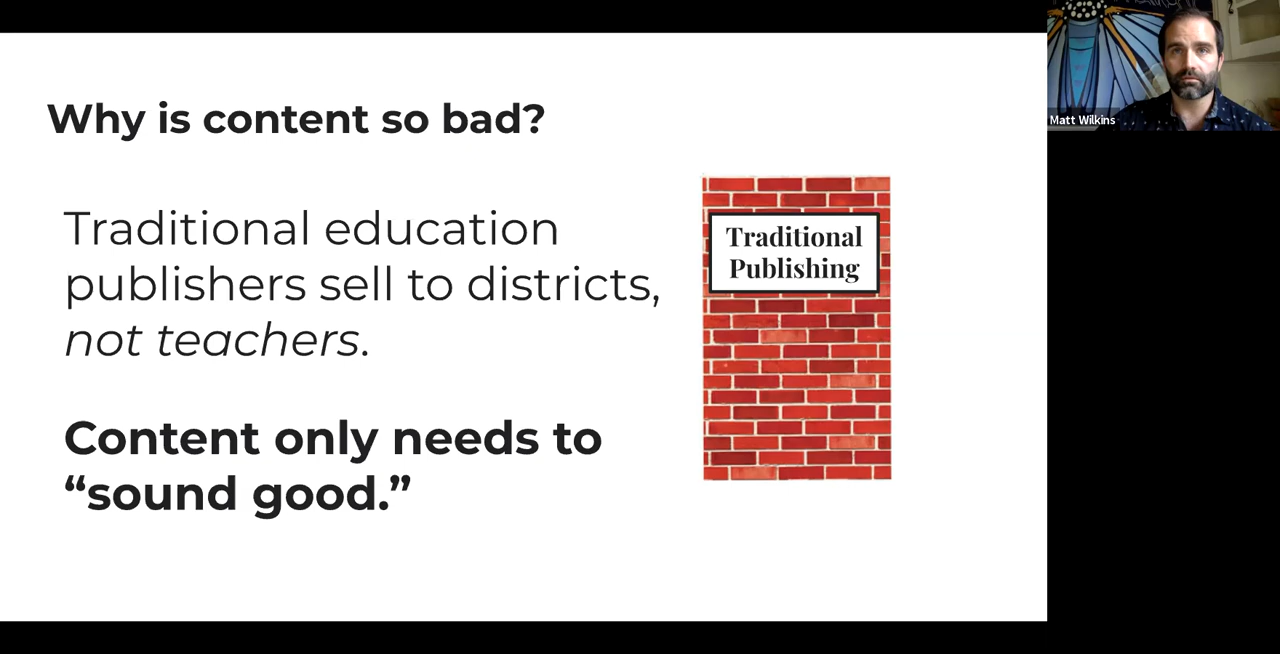 Why is content so bad?
Traditional education
publishers sell to districts,
not teachers.
Content only needs to
“sound good.”
Traditional
Publishing
Matt Wilkins